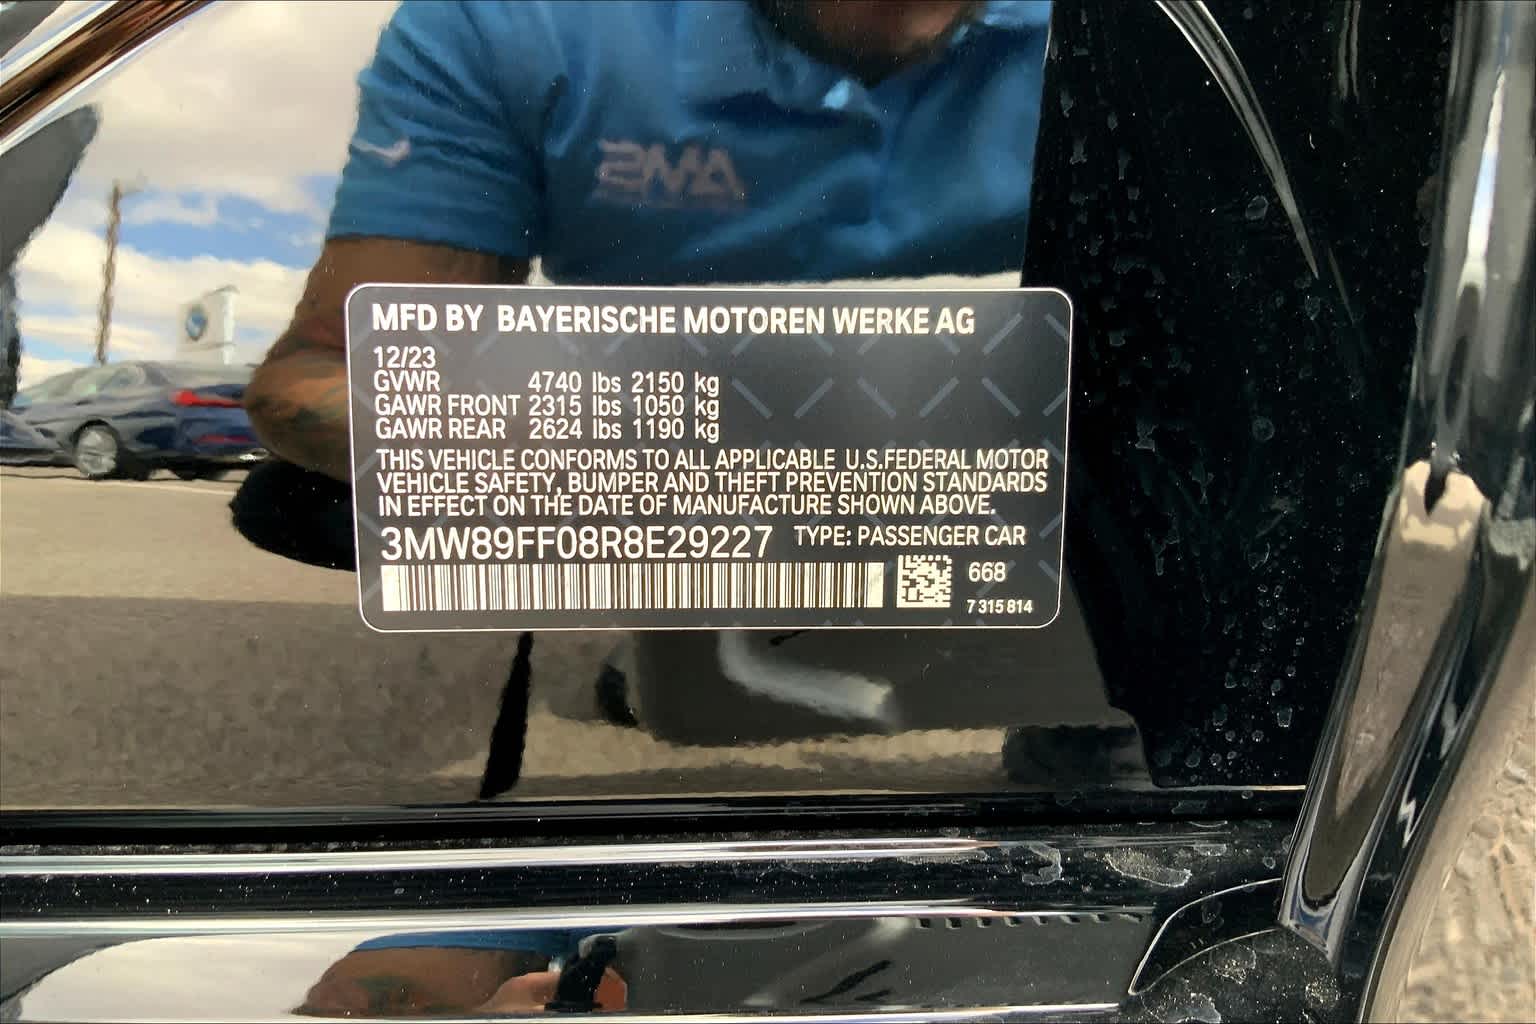 AMSI
MFD BY BAYERISCHE MOTOREN WERKE AG
12/23
GVWR 4740 lbs 2150 kg
GAWR FRONT 2315 lbs 1050 kg
GAWR REAR 2624 lbs 1190 kg
THIS VEHICLE CONFORMS TO ALL APPLICABLE U.S.FEDERAL MOTOR
VEHICLE SAFETY, BUMPER AND THEFT PREVENTION STANDARDS
IN EFFECT ON THE DATE OF MANUFACTURE SHOWN ABOVE.
3MW89FF08R8E29227 TYPE: PASSENGER CAR
668
7 315 814